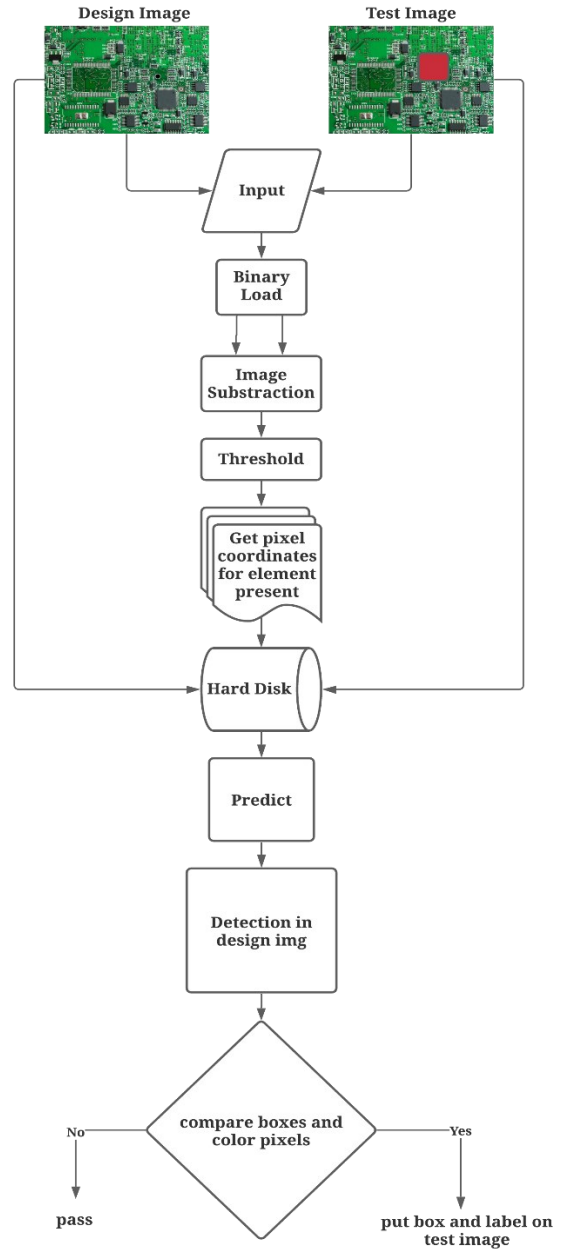 Design Image
Test Image
Input
Binary
Load
Image
Substraction
Threshold
Get pixel
coordinates
for element
present
Hard Disk
Predict
Detection in
design img
compare boxes and
color pixels
No
Yes
pass
put box and label on
test image